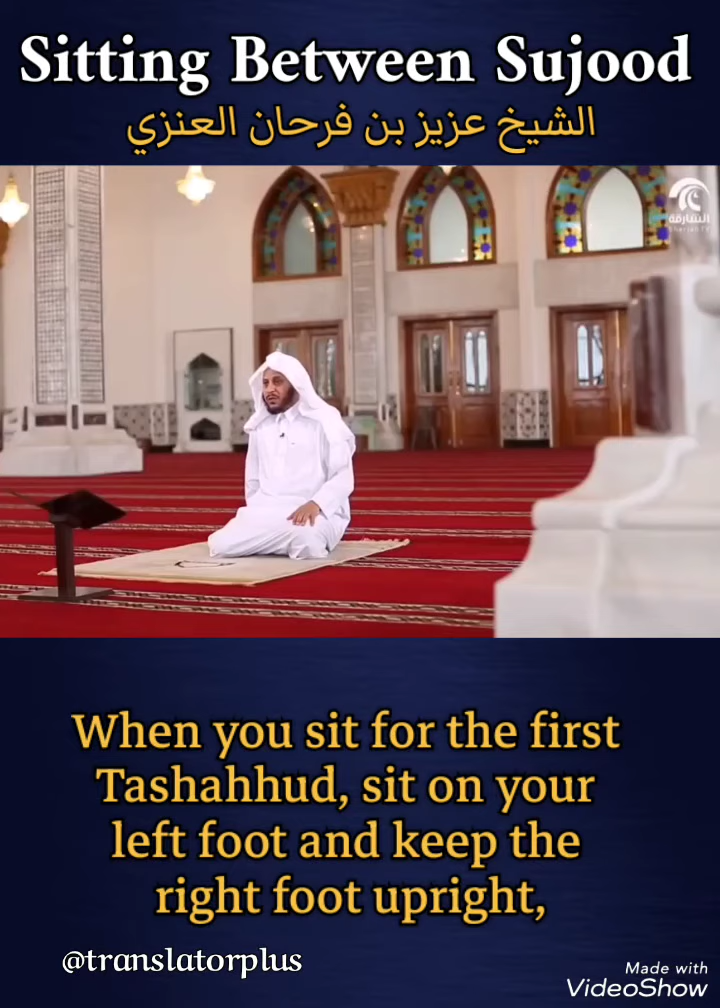 Sitting Between Sujood
الشيخ عزيز بن فرحان العنزي
الشارقة
When you sit for the first
Tashahhud, sit on your
left foot and keep the
right foot upright,
@translatorplus
Made with
VideoShow